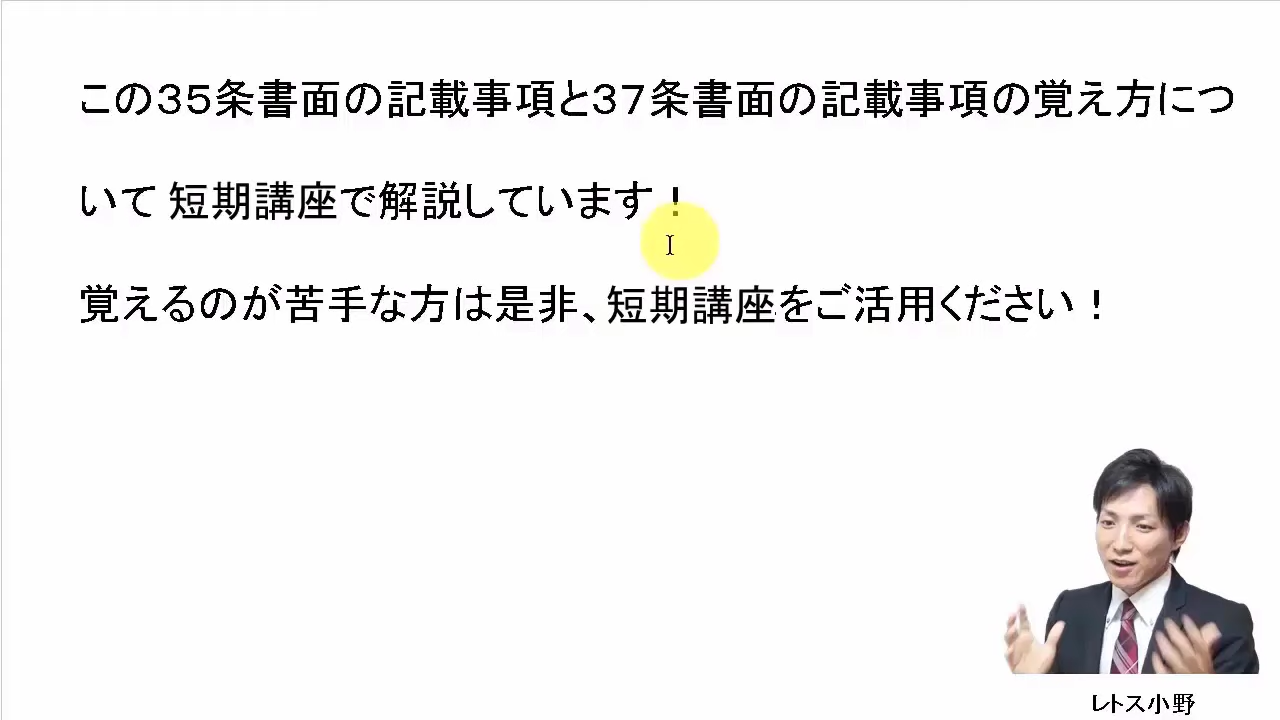 この３５条書面の記載事項と３７条書面の記載事項の覚え方につ
いて 短期講座で解説しています！
覚えるのが苦手な方は是非、短期講座をご活用ください！
レトス小野